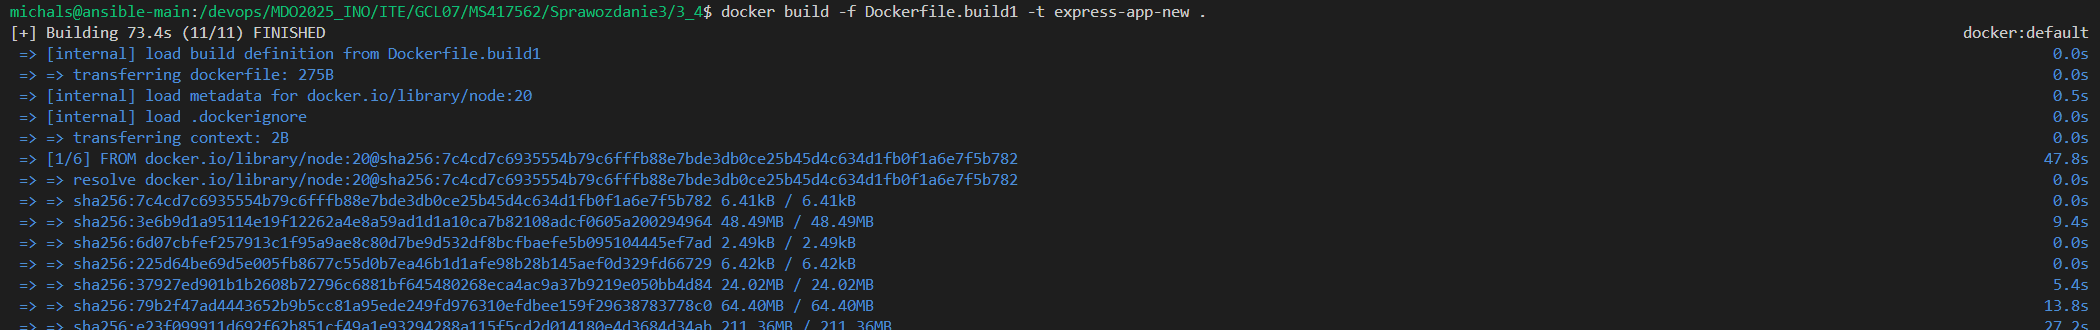 michals@ansible-main:/devops/MDO2025_INO/ITE/GCL07/MS417562/Sprawozdanie3/3_4$ docker build -f Dockerfile.build1 -t express-app-new .
[+] Building 73.4s (11/11) FINISHED docker:default
=> [internal] load build definition from Dockerfile.build1 0.0s
=> => transferring dockerfile: 275B 0.0s
=> [internal] load metadata for docker.io/library/node:20 0.5s
=> [internal] load .dockerignore 0.0s
=> => transferring context: 2B 0.0s
=> [1/6] FROM docker.io/library/node:20@sha256:7c4cd7c6935554b79c6fffb88e7bde3db0ce25b45d4c634d1fb0f1a6e7f5b782 47.8s
=> => resolve docker.io/library/node:20@sha256:7c4cd7c6935554b79c6fffb88e7bde3db0ce25b45d4c634d1fb0f1a6e7f5b782 0.0s
=> => sha256:7c4cd7c6935554b79c6fffb88e7bde3db0ce25b45d4c634d1fb0f1a6e7f5b782 6.41kB / 6.41kB 0.0s
=> => sha256:3e6b9d1a95114e19f12262a4e8a59ad1d1a10ca7b82108adcf0605a200294964 48.49MB / 48.49MB 9.4s
=> => sha256:6d07cbfef257913c1f95a9ae8c80d7be9d532df8bcfbaefe5b095104445ef7ad 2.49kB / 2.49kB 0.0s
=> => sha256:225d64be69d5e005fb8677c55d0b7ea46b1d1afe98b28b145aef0d329fd66729 6.42kB / 6.42kB 0.0s
=> => sha256:37927ed901b1b2608b72796c6881bf645480268eca4ac9a37b9219e050bb4d84 24.02MB / 24.02MB 5.4s
=> => sha256:79b2f47ad4443652b9b5cc81a95ede249fd976310efdbee159f29638783778c0 64.40MB / 64.40MB 13.8s
=> => sha256:e23f099911d692f62b851cf49a1e93294288a115f5cd2d014180e4d3684d34ab 211.36MB / 211.36MB 27.2s